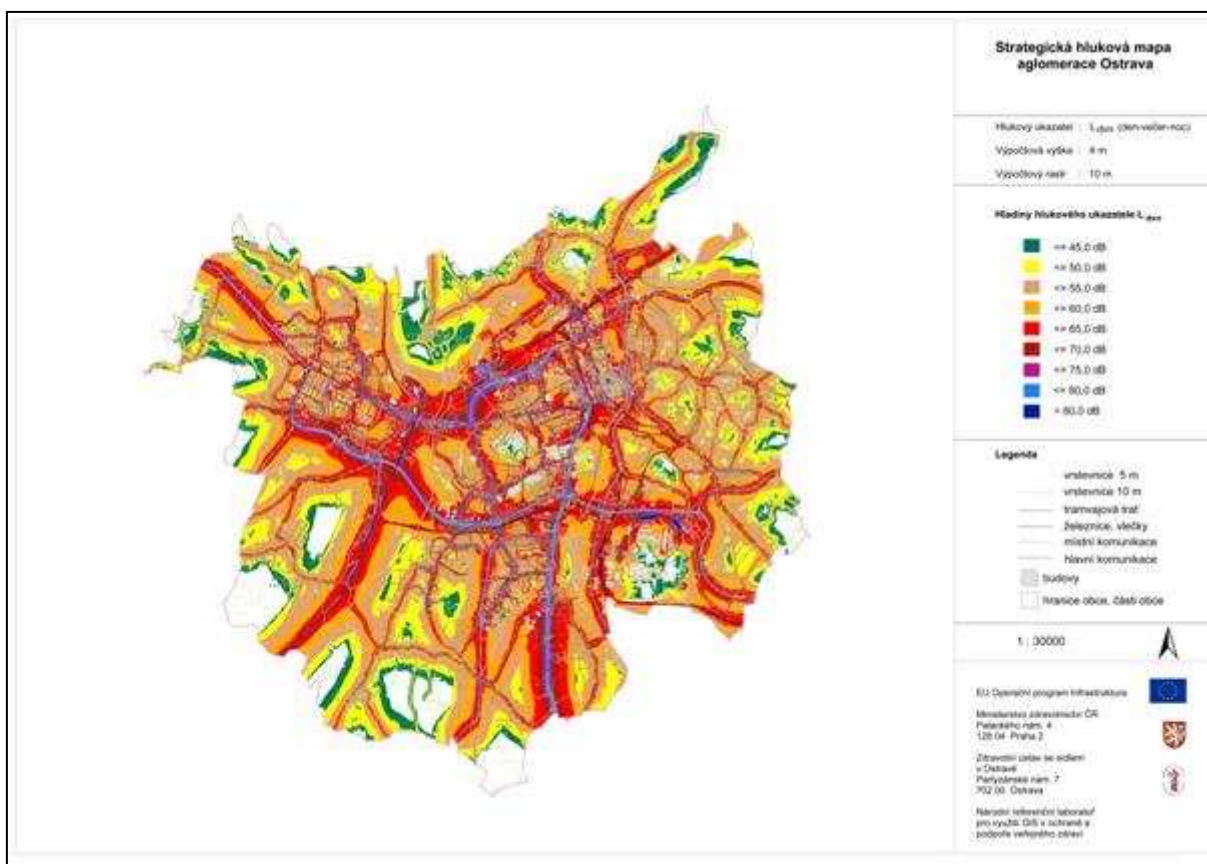 Strategická hluková mapa
aglomerace Ostrava
Hlukový ukazatel : L dvn (den-večer-noc)
Výpočtová výška : 4 m
Výpočtový rastr : 10 m
Hladiny hlukového ukazatele L dvn
<= 45,0 dB
<= 50,0 dB
<= 55,0 dB
<= 60,0 dB
<= 65,0 dB
<= 70,0 dB
<= 75,0 dB
<= 80,0 dB
> 80,0 dB
Legenda
vrstevnice 5 m
vrstevnice 10 m
tramvajová trať
železnice, vlečky
místní komunikace
hlavní komunikace
budovy
hranice obce, části obce
1 : 30000
EU Operační program Infrastruktura
Ministerstvo zdravotnictví ČR
Palackého nám. 4
128 04 Praha 2
Zdravotní ústav se sídlem
v Ostravě
Partyzánské nám. 7
702 00 Ostrava
Národní referenční laboratoř
pro využití GIS v ochraně a
podpoře veřejného zdraví